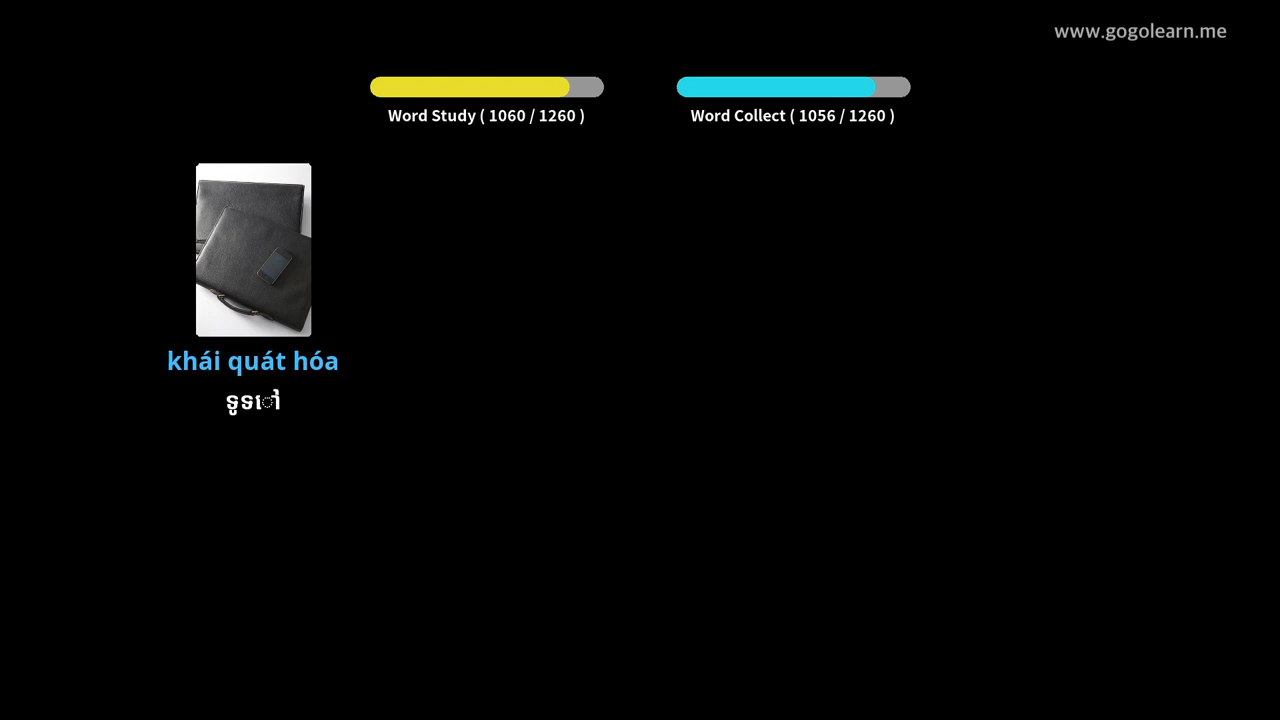 www.gogolearn.me
Word Study ( 1060 / 1260 )
Word Collect ( 1056 / 1260 )
khái quát hóa
ទូទៅ